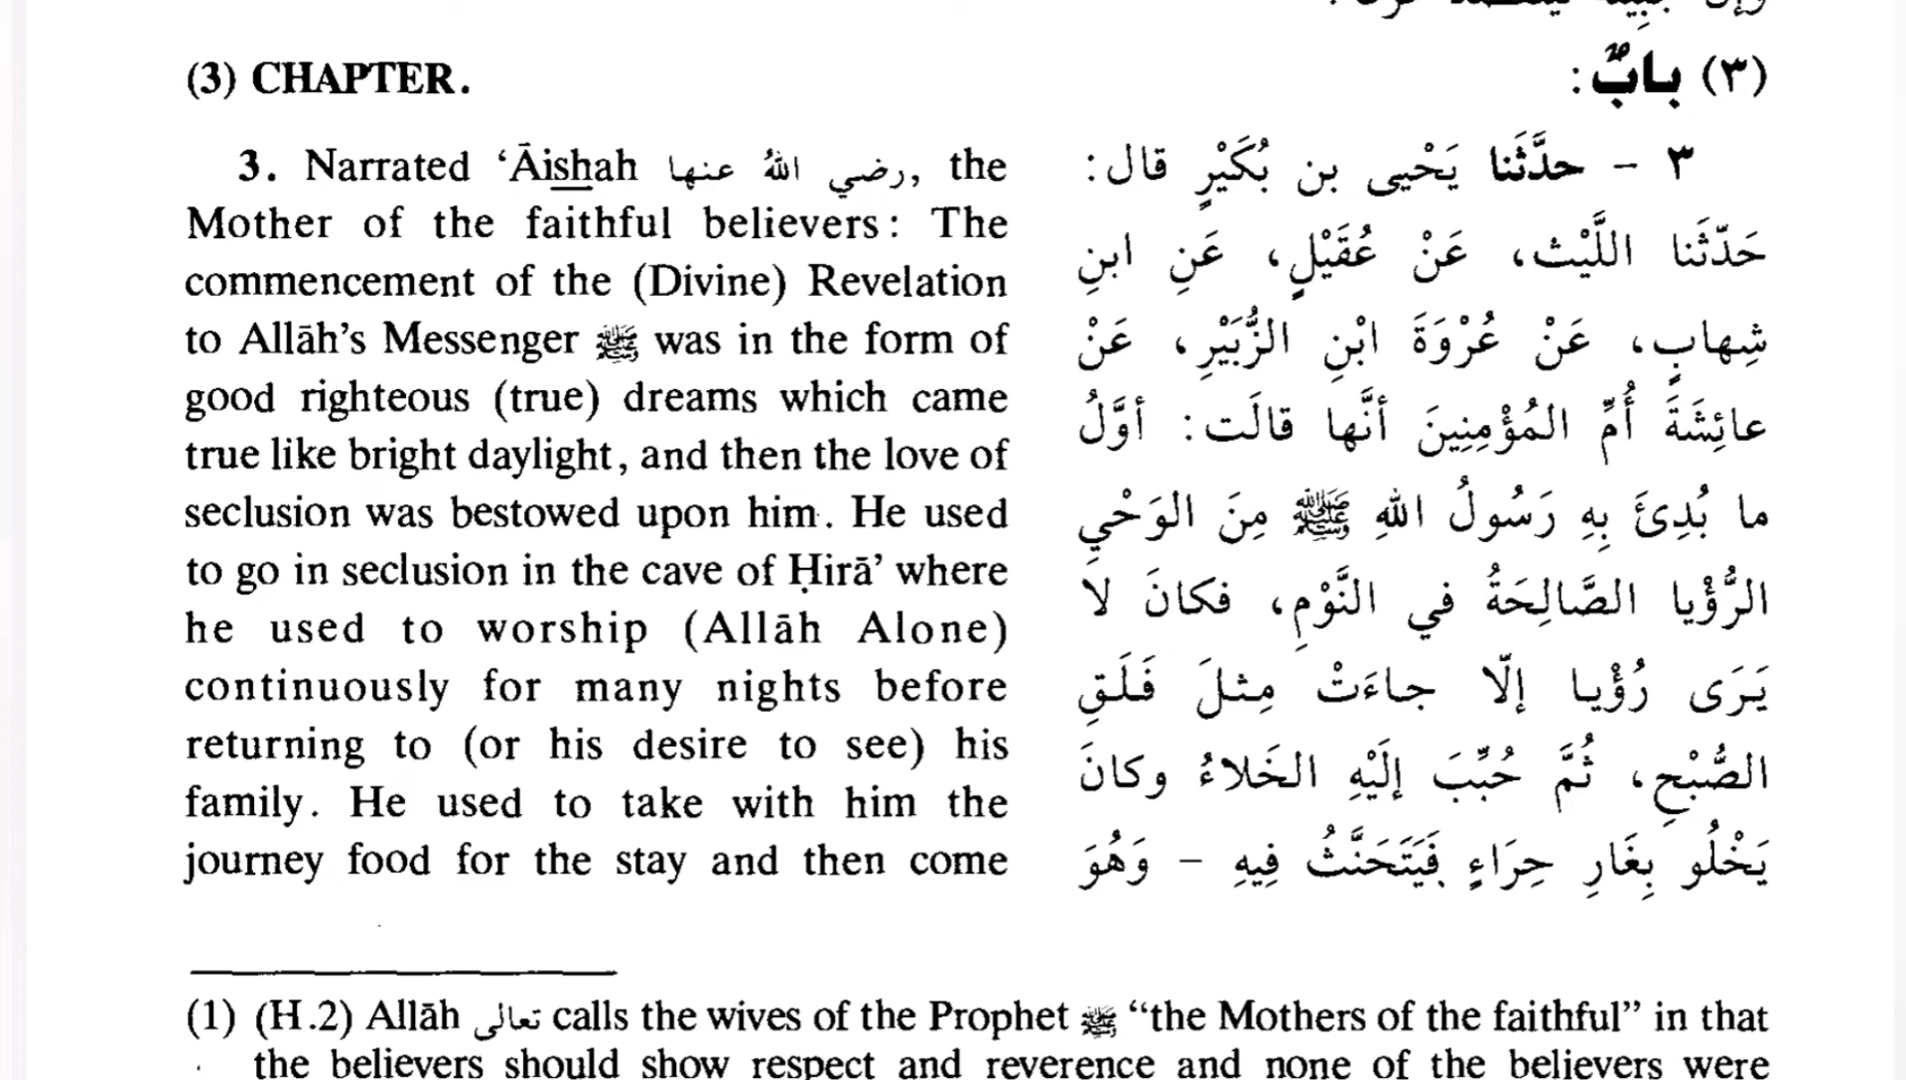 (3) CHAPTER.
3. Narrated ‘Āishah رضي اللهُ عنها, the
Mother of the faithful believers: The
commencement of the (Divine) Revelation
to Allāh’s Messenger ﷺ was in the form of
good righteous (true) dreams which came
true like bright daylight, and then the love of
seclusion was bestowed upon him. He used
to go in seclusion in the cave of Ḥirā’ where
he used to worship (Allāh Alone)
continuously for many nights before
returning to (or his desire to see) his
family. He used to take with him the
journey food for the stay and then come
(٣) بابٌ:
٣ - حدَّثَنا يَحْيى بن بُكَيْرٍ قال:
حَدّثَنا اللَّيْث، عَنْ عُقَيْلٍ، عَنِ ابنِ
شِهابٍ، عَنْ عُرْوَةَ ابْنِ الزُّبَيْرِ، عَنْ
عائِشَةَ أُمِّ المُؤْمِنِينَ أنَّها قالَت: أوَّلُ
ما بُدِئَ بِهِ رَسُولُ اللهِ ﷺ مِنَ الوَحْيِ
الرُّؤْيا الصَّالِحَةُ في النَّوْمِ، فكانَ لا
يَرَى رُؤْيا إلّا جاءَتْ مِثلَ فَلَقِ
الصُّبْحِ، ثُمَّ حُبِّبَ إلَيْهِ الخَلاءُ وكانَ
يَخْلُو بِغَارِ حِرَاءٍ فَيَتَحَنَّثُ فِيهِ - وَهُوَ
(1) (H.2) Allāh تعالى calls the wives of the Prophet ﷺ “the Mothers of the faithful” in that
the believers should show respect and reverence and none of the believers were